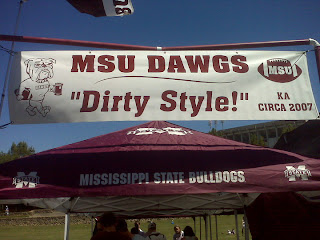 MSU DAWGS
"Dirty Style!"
MSU
KA
CIRCA 2007
MISSISSIPPI STATE BULLDOGS